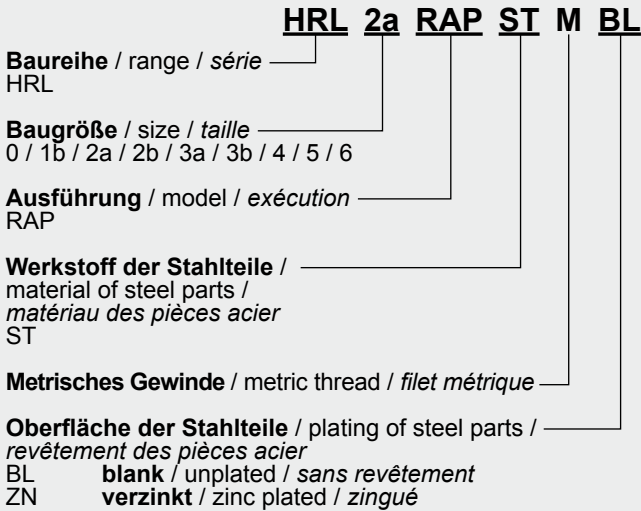 HRL 2a RAP ST M BL
Baureihe / range / série
HRL
Baugröße / size / taille
0 / 1b / 2a / 2b / 3a / 3b / 4 / 5 / 6
Ausführung / model / exécution
RAP
Werkstoff der Stahlteile /
material of steel parts /
matériau des pièces acier
ST
Metrisches Gewinde / metric thread / filet métrique
Oberfläche der Stahlteile / plating of steel parts /
revêtement des pièces acier
BL blank / unplated / sans revêtement
ZN verzinkt / zinc plated / zingué